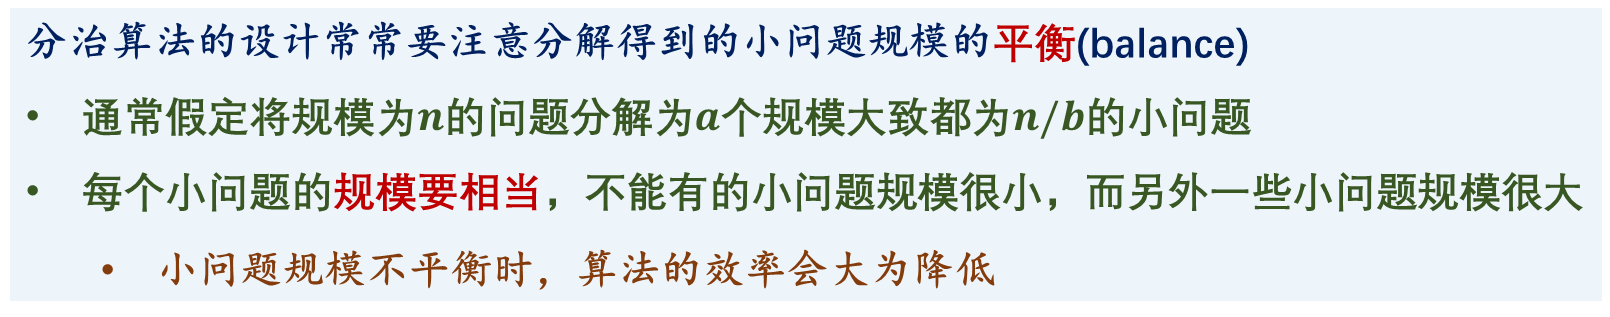 分治算法的设计常常要注意分解得到的小问题规模的平衡(balance)
• 通常假定将规模为n的问题分解为a个规模大致都为n/b的小问题
• 每个小问题的规模要相当，不能有的小问题规模很小，而另外一些小问题规模很大
• 小问题规模不平衡时，算法的效率会大为降低